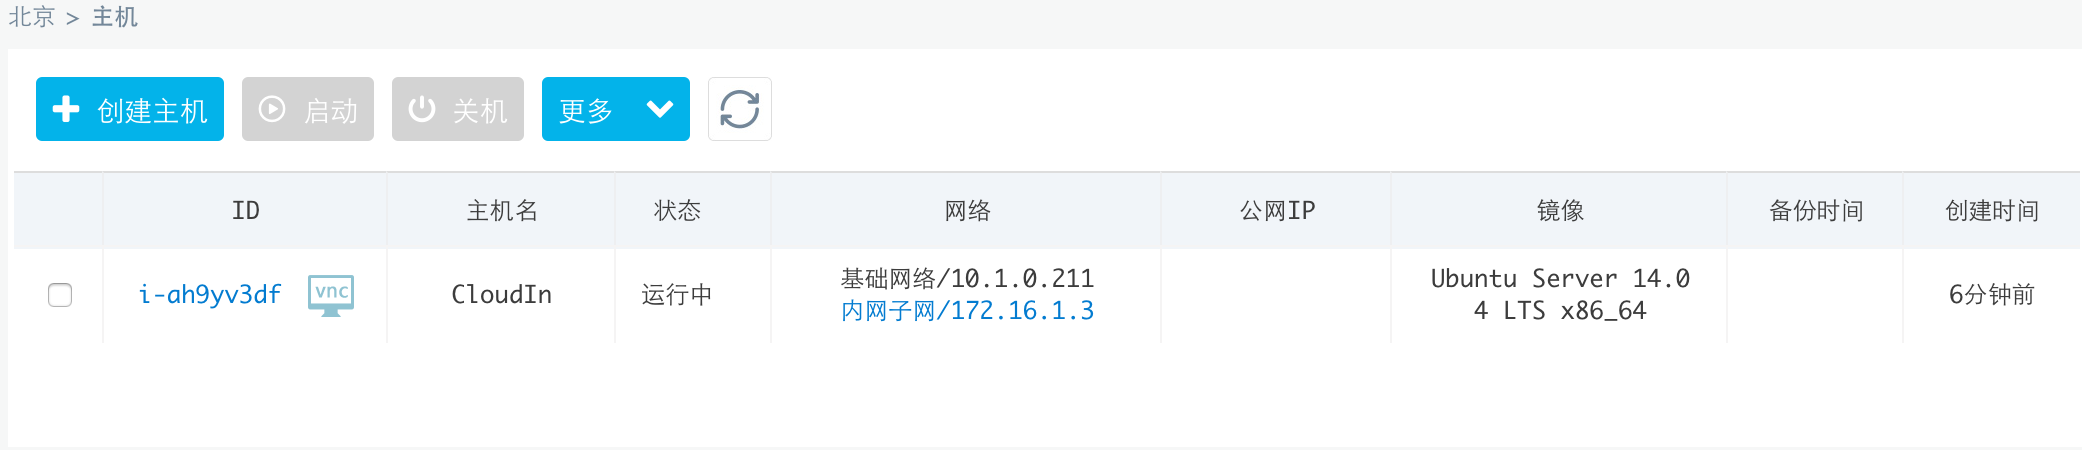 北京 > 主机
创建主机 启动 关机 更多
ID 主机名 状态 网络 公网IP 镜像 备份时间 创建时间
i-ah9yv3df vnc CloudIn 运行中 基础网络/10.1.0.211 Ubuntu Server 14.0 6分钟前
内网子网/172.16.1.3 4 LTS x86_64